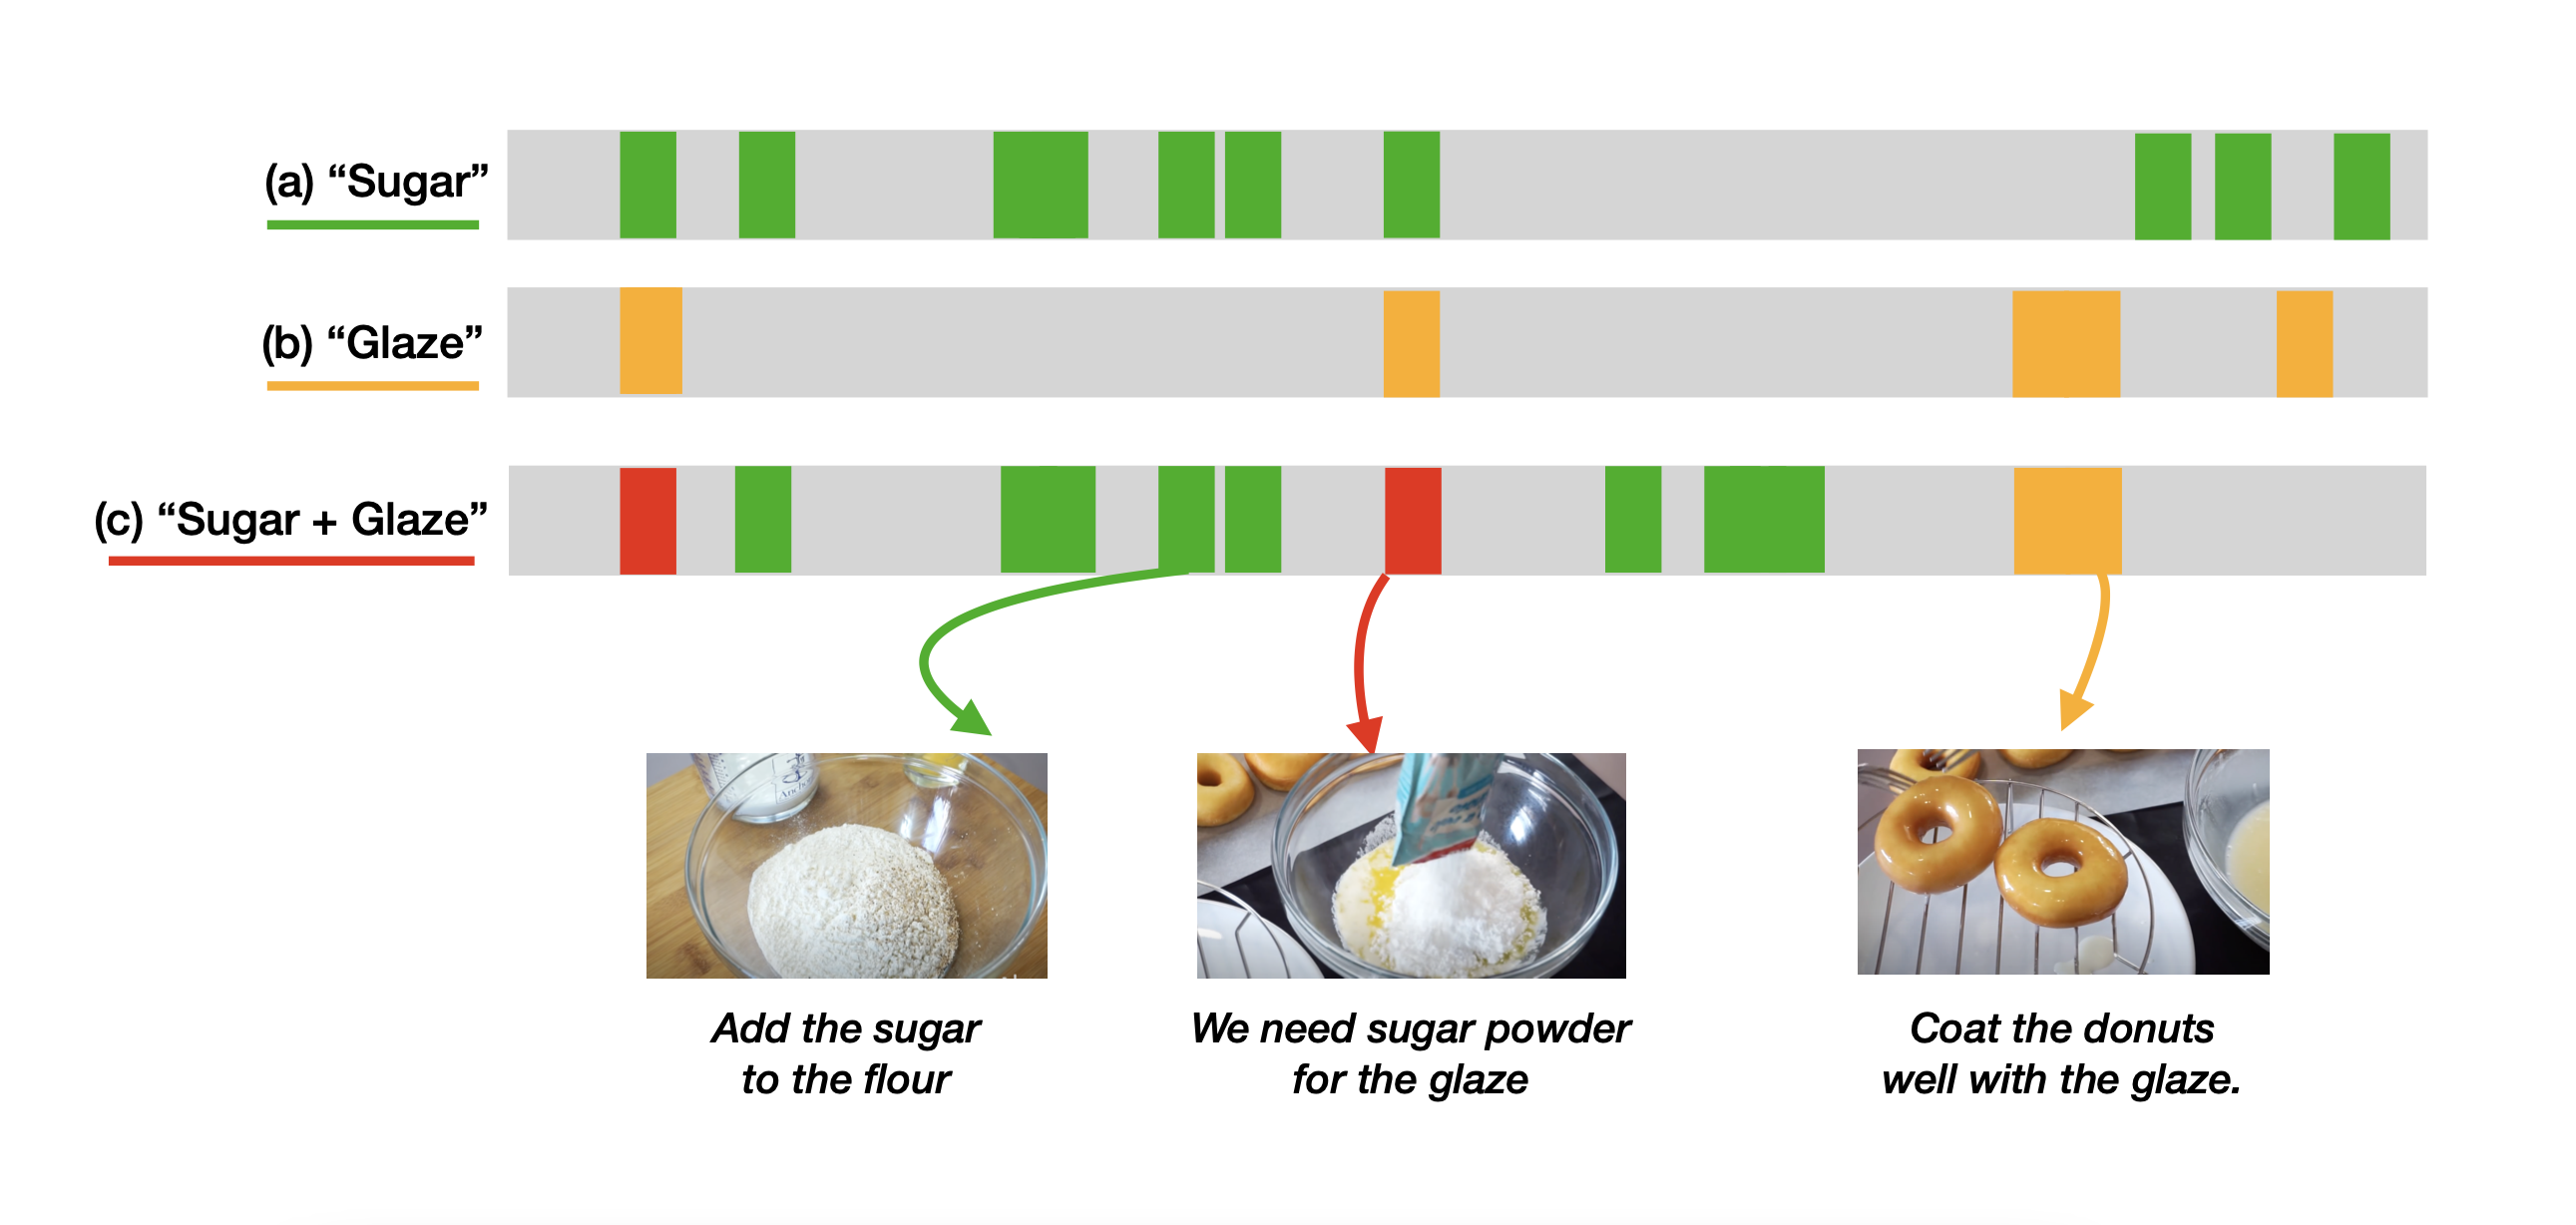 (a) “Sugar”
(b) “Glaze”
(c) “Sugar + Glaze”
Add the sugar
to the flour
We need sugar powder
for the glaze
Coat the donuts
well with the glaze.